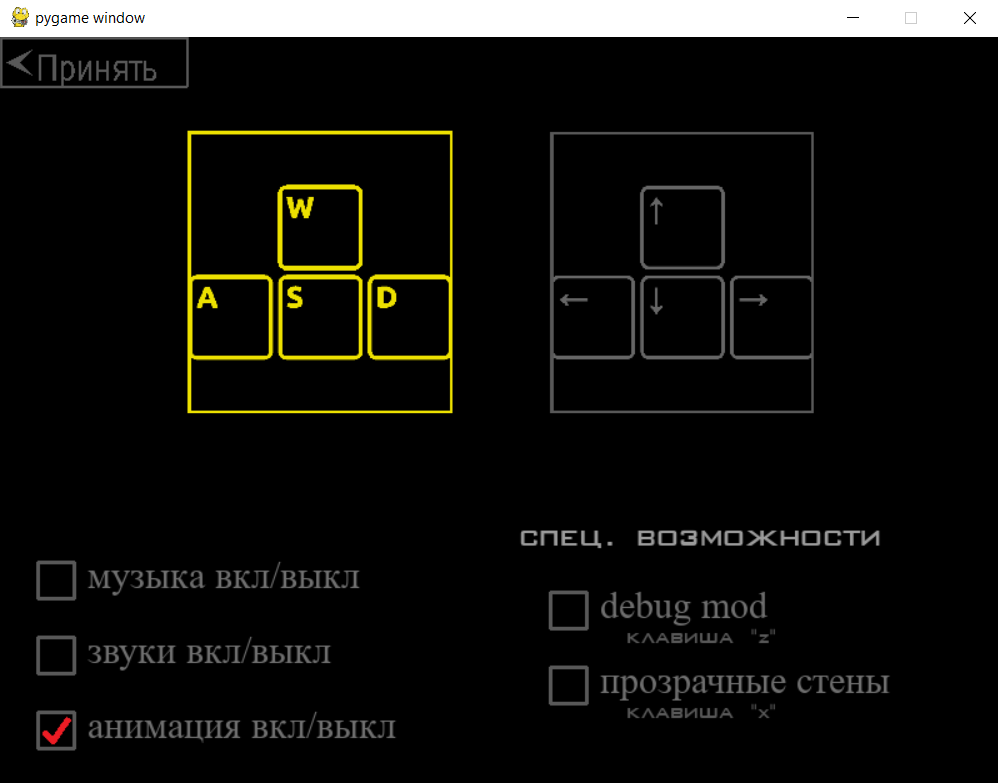 pygame window
Принять
W
A S D
↑
← ↓ →
СПЕЦ. ВОЗМОЖНОСТИ
музыка вкл/выкл
звуки вкл/выкл
анимация вкл/выкл
debug mod
КЛАВИША "z"
прозрачные стены
КЛАВИША "x"